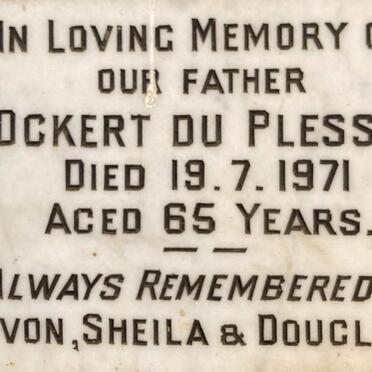 IN LOVING MEMORY O
OUR FATHER
OCKERT DU PLESS
DIED 19.7.1971
AGED 65 YEARS.
ALWAYS REMEMBERED
VON, SHEILA & DOUGL